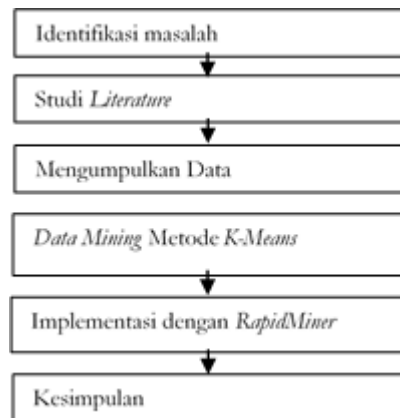 Identifikasi masalah
Studi Literature
Mengumpulkan Data
Data Mining Metode K-Means
Implementasi dengan RapidMiner
Kesimpulan